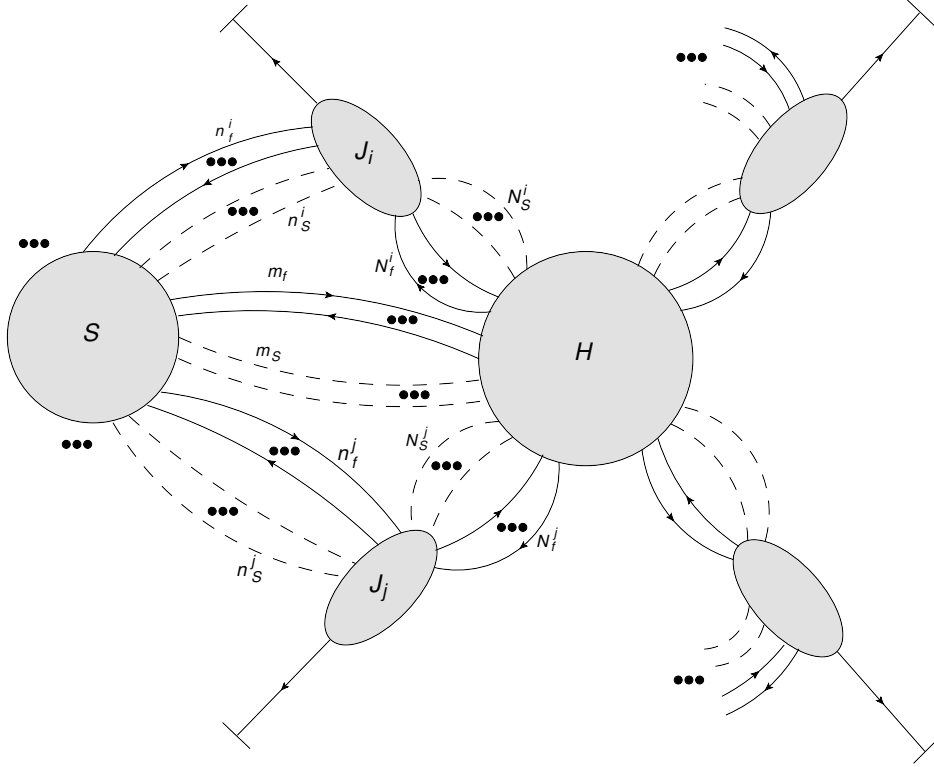 n_f^i
J_i
n_S^i
N_S^i
N_f^i
m_f
S
H
m_S
N_S^j
n_f^j
N_f^j
n_S^j
J_j